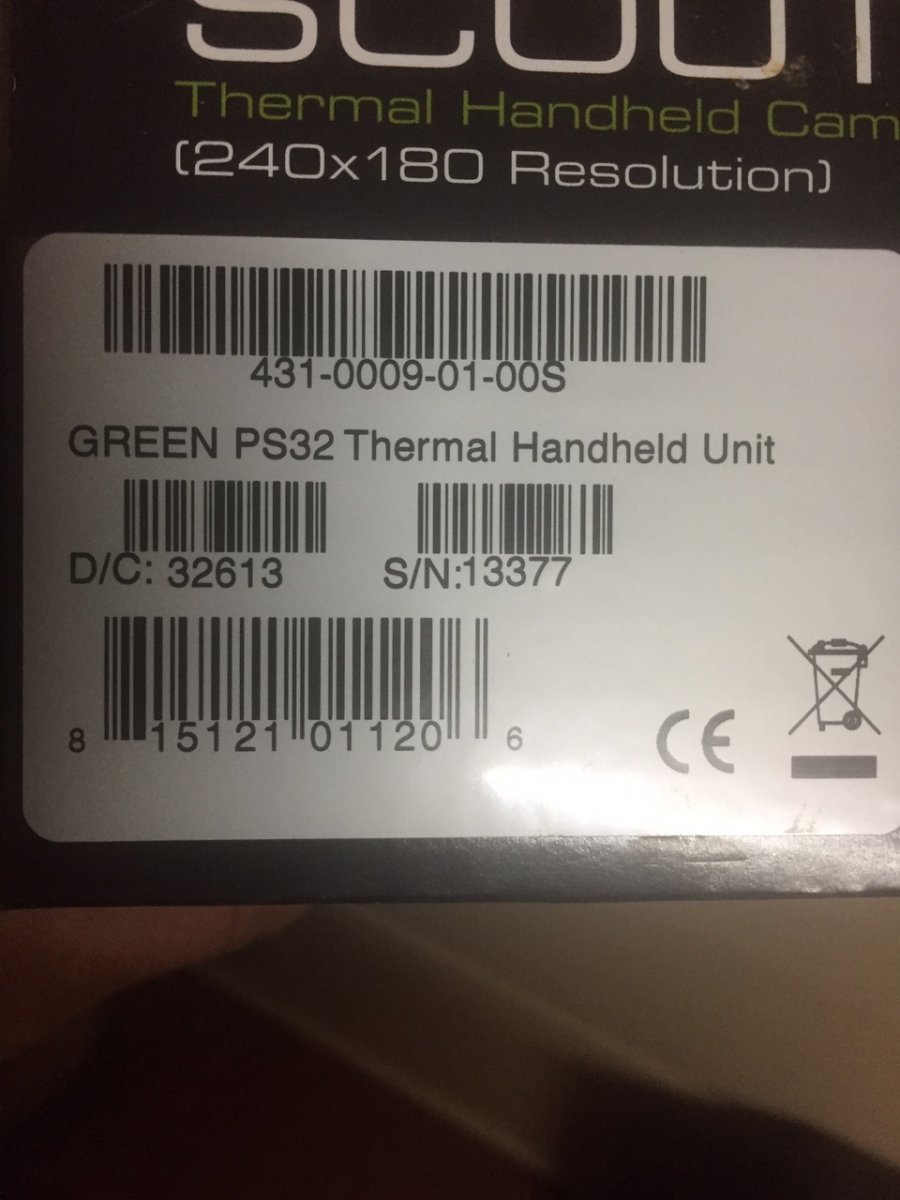 SCOUT
Thermal Handheld Cam
(240x180 Resolution)
431-0009-01-00S
GREEN PS32 Thermal Handheld Unit
D/C: 32613 S/N:13377
8 15121 01120 6
CE